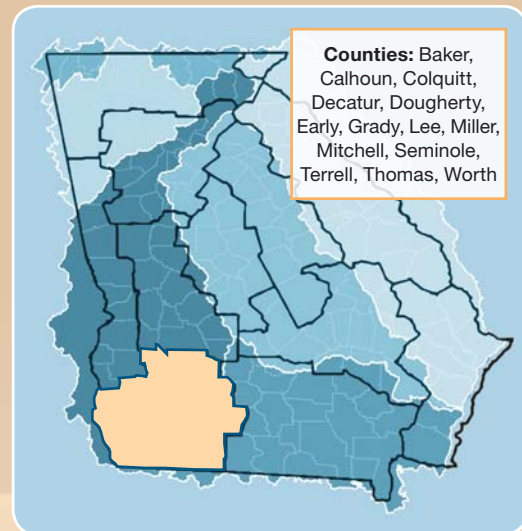 Counties: Baker,
Calhoun, Colquitt,
Decatur, Dougherty,
Early, Grady, Lee, Miller,
Mitchell, Seminole,
Terrell, Thomas, Worth